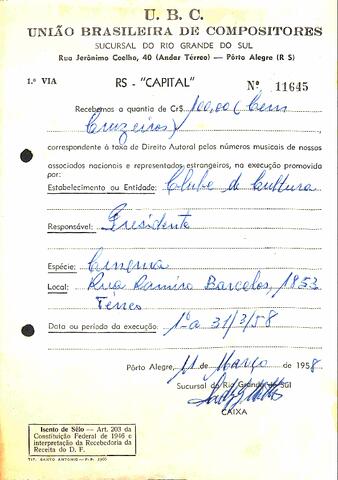 U. B. C.
UNIÃO BRASILEIRA DE COMPOSITORES
SUCURSAL DO RIO GRANDE DO SUL
Rua Jerônimo Coelho, 40 (Andar Térreo) — Pôrto Alegre (R S)
1.ª VIA RS - "CAPITAL" Nº 11645
Recebemos a quantia de Cr$ 100,00 (Cem
Cruzeiros)
correspondente à taxa de Direito Autoral pelos números musicais de nossos
associados nacionais e representados estrangeiros, na execução promovida
por:
Estabelecimento ou Entidade: Clube de Cultura
Responsável: Presidente
Espécie: Cinema
Local: Rua Ramiro Barcelos, 1853
Térreo
Data ou período da execução: 1º a 31/3/58
Pôrto Alegre, 11 de Março de 1958.
Sucursal do Rio Grande do Sul
CAIXA
Isento de Sêlo — Art. 203 da
Constituição Federal de 1946 e
interpretação da Recebedoria da
Receita do D. F.
TIP. SANTO ANTONIO